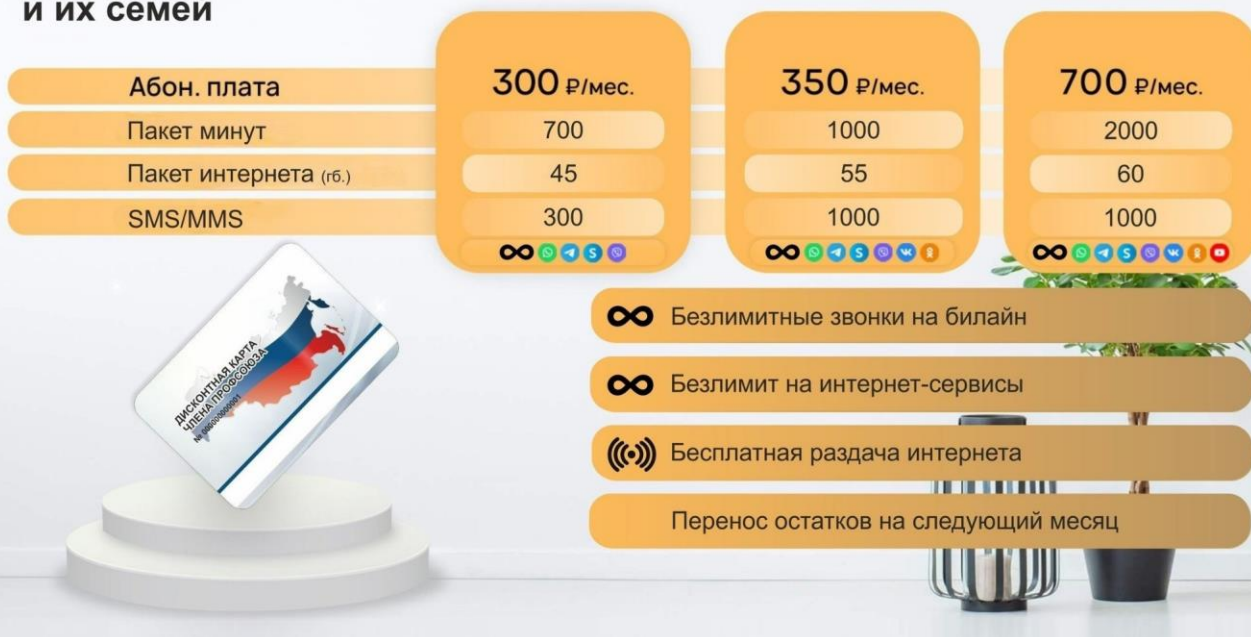 и их семей
Абон. плата 300 ₽/мес. 350 ₽/мес. 700 ₽/мес.
Пакет минут 700 1000 2000
Пакет интернета (гб.) 45 55 60
SMS/MMS 300 1000 1000
Безлимитные звонки на билайн
Безлимит на интернет-сервисы
Бесплатная раздача интернета
Перенос остатков на следующий месяц
ДИСКОНТНАЯ КАРТА
ЧЛЕНА ПРОФСОЮЗА